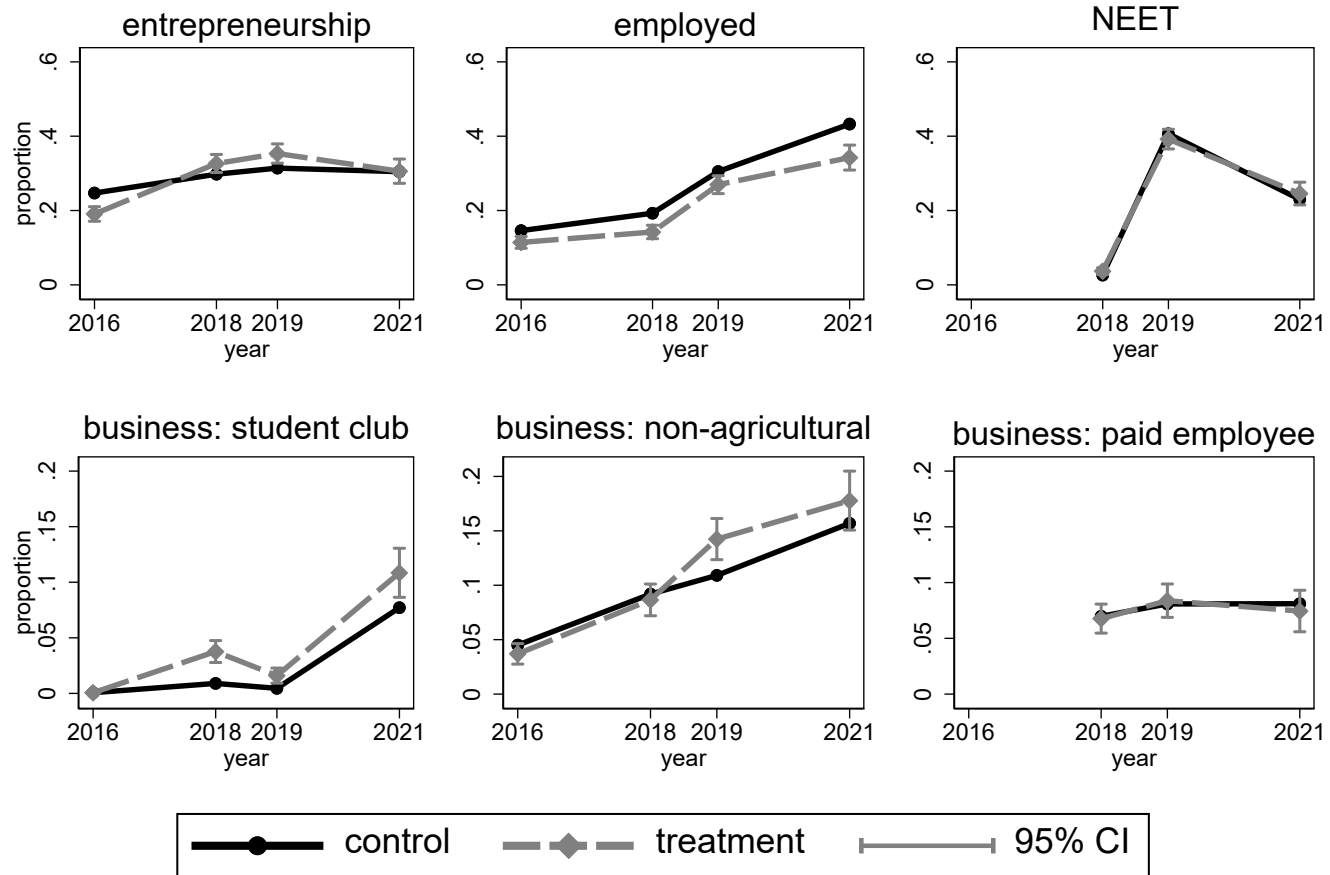 entrepreneurship
proportion
.6
.4
.2
0
2016 2018 2019 2021
year
employed
.6
.4
.2
0
2016 2018 2019 2021
year
NEET
.6
.4
.2
0
2016 2018 2019 2021
year
business: student club
proportion
.2
.15
.1
.05
0
2016 2018 2019 2021
year
business: non-agricultural
.2
.15
.1
.05
0
2016 2018 2019 2021
year
business: paid employee
.2
.15
.1
.05
0
2016 2018 2019 2021
year
control treatment 95% CI